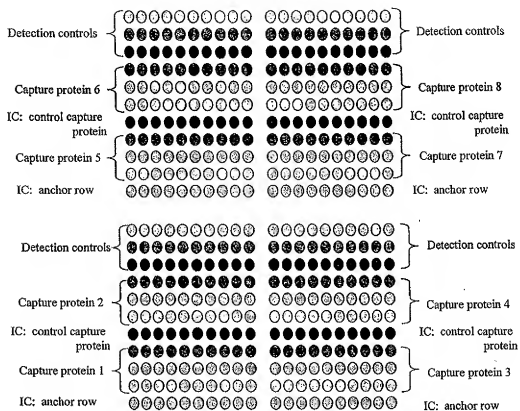 Detection controls
Detection controls
Capture protein 6
Capture protein 8
IC: control capture
protein
IC: control capture
protein
Capture protein 5
Capture protein 7
IC: anchor row
IC: anchor row
Detection controls
Detection controls
Capture protein 2
Capture protein 4
IC: control capture
protein
IC: control capture
protein
Capture protein 1
Capture protein 3
IC: anchor row
IC: anchor row